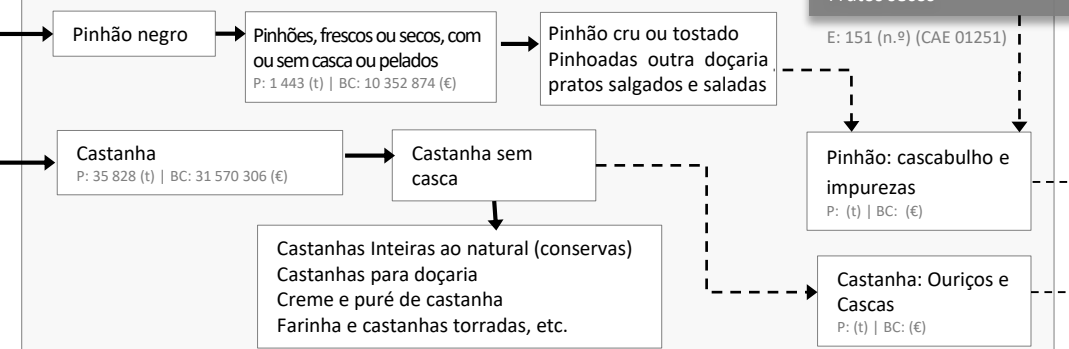 Pinhão negro
Pinhões, frescos ou secos, com
ou sem casca ou pelados
P: 1 443 (t) | BC: 10 352 874 (€)
Pinhão cru ou tostado
Pinhoadas outra doçaria
pratos salgados e saladas
E: 151 (n.º) (CAE 01251)
Castanha
P: 35 828 (t) | BC: 31 570 306 (€)
Castanha sem
casca
Pinhão: cascabulho e
impurezas
P: (t) | BC: (€)
Castanhas Inteiras ao natural (conservas)
Castanhas para doçaria
Creme e puré de castanha
Farinha e castanhas torradas, etc.
Castanha: Ouriços e
Cascas
P: (t) | BC: (€)